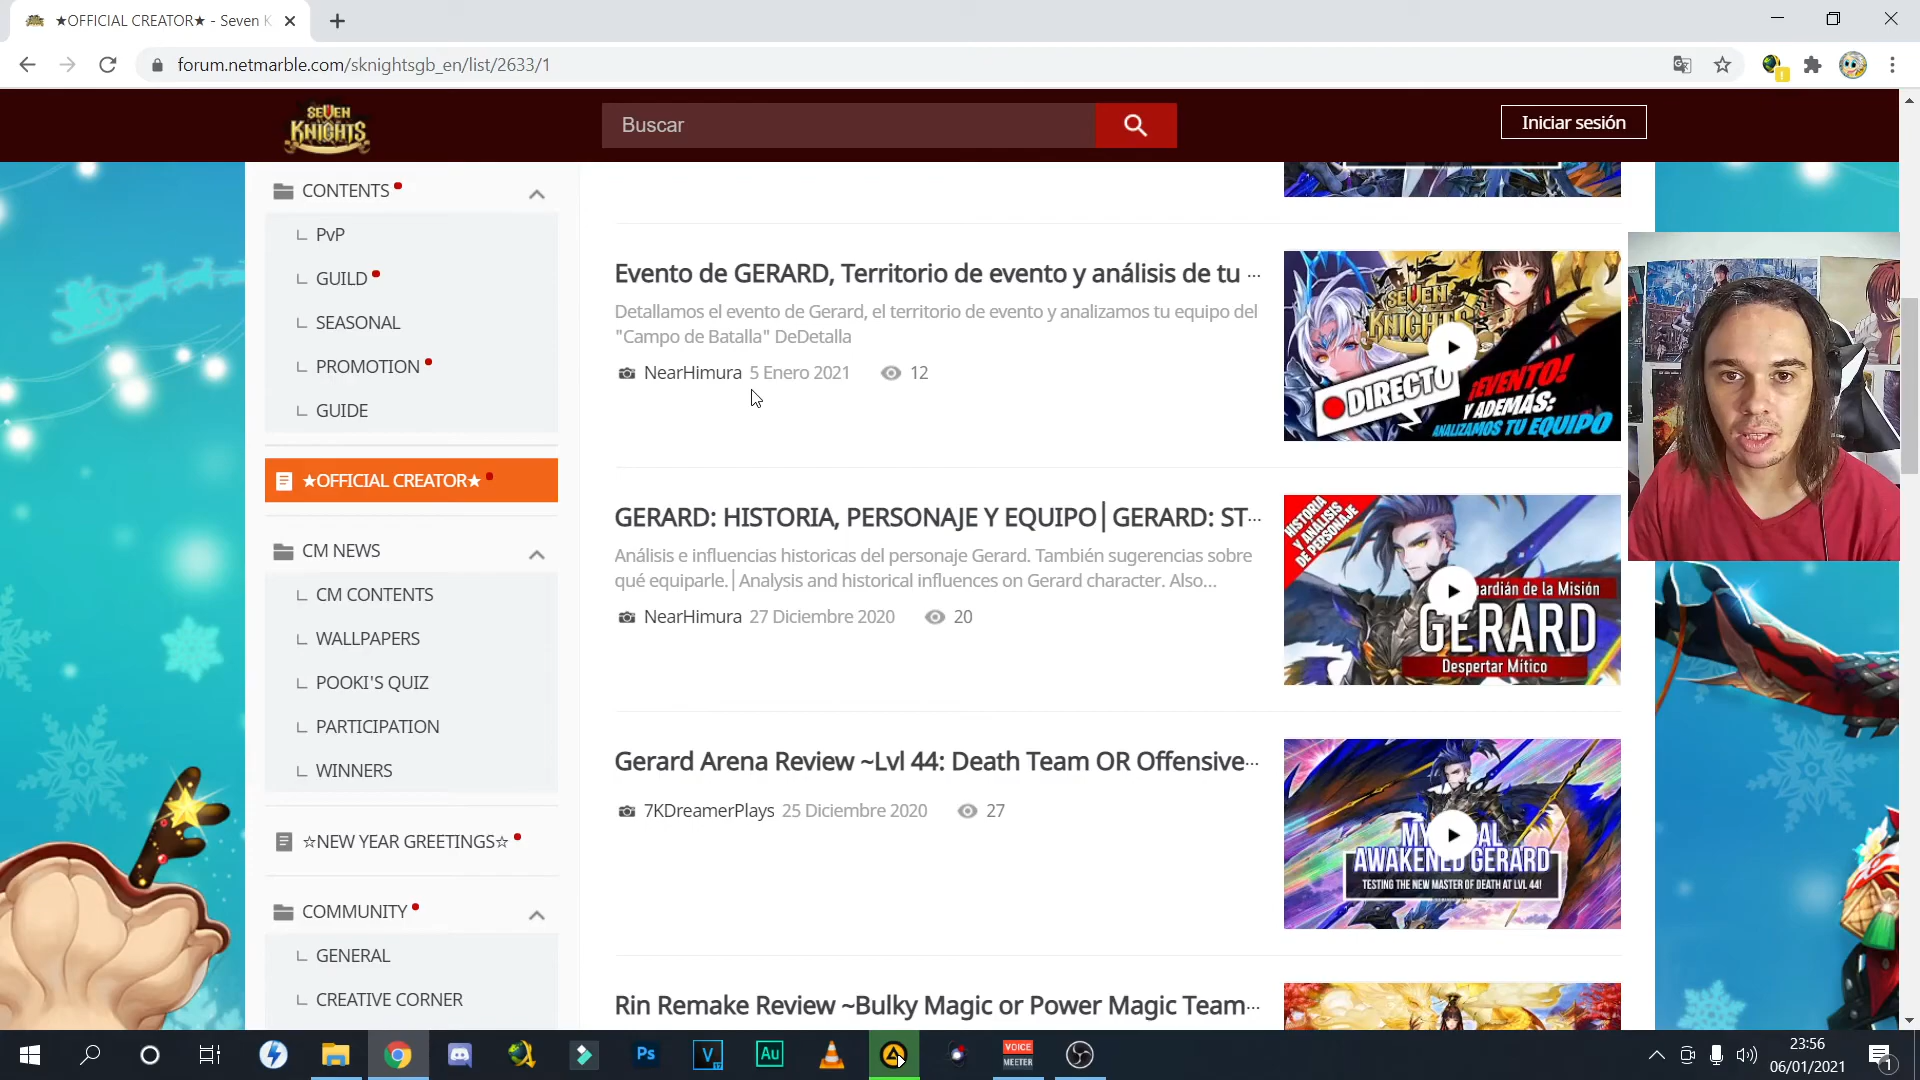 ★OFFICIAL CREATOR★ - Seven K
forum.netmarble.com/sknightsgb_en/list/2633/1
SEVEN
KNIGHTS
Buscar
Iniciar sesión
CONTENTS
PvP
GUILD
SEASONAL
PROMOTION
GUIDE
★OFFICIAL CREATOR★
CM NEWS
CM CONTENTS
WALLPAPERS
POOKI'S QUIZ
PARTICIPATION
WINNERS
☆NEW YEAR GREETINGS☆
COMMUNITY
GENERAL
CREATIVE CORNER
Evento de GERARD, Territorio de evento y análisis de tu ...
Detallamos el evento de Gerard, el territorio de evento y analizamos tu equipo del
"Campo de Batalla" DeDetalla
NearHimura 5 Enero 2021 12
SEVEN
KNIGHTS
DIRECTO
¡EVENTO!
Y ADEMÁS:
ANALIZAMOS TU EQUIPO
GERARD: HISTORIA, PERSONAJE Y EQUIPO│GERARD: ST...
Análisis e influencias historicas del personaje Gerard. También sugerencias sobre
qué equiparle.│Analysis and historical influences on Gerard character. Also...
NearHimura 27 Diciembre 2020 20
HISTORIA
Y ANÁLISIS
DE PERSONAJE
ardián de la Misión
GERARD
Despertar Mítico
Gerard Arena Review ~Lvl 44: Death Team OR Offensive...
7KDreamerPlays 25 Diciembre 2020 27
AWAKENED GERARD
TESTING THE NEW MASTER OF DEATH AT LVL 44!
Rin Remake Review ~Bulky Magic or Power Magic Team...
Ps
V
17
Au
VOICE
MEETER
23:56
06/01/2021
1